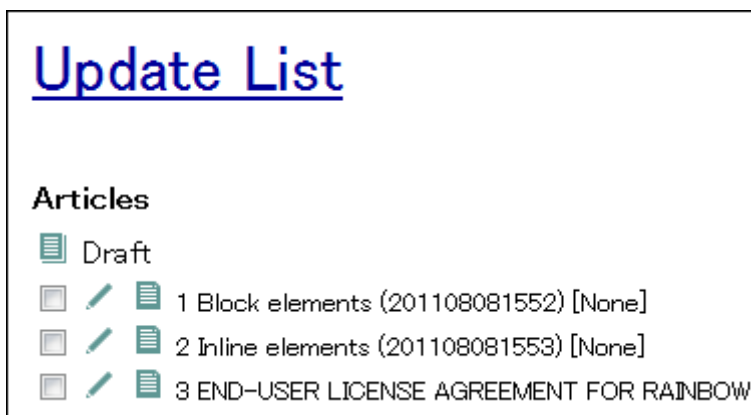 Update List
Articles
Draft
1 Block elements (201108081552) [None]
2 Inline elements (201108081553) [None]
3 END-USER LICENSE AGREEMENT FOR RAINBOW